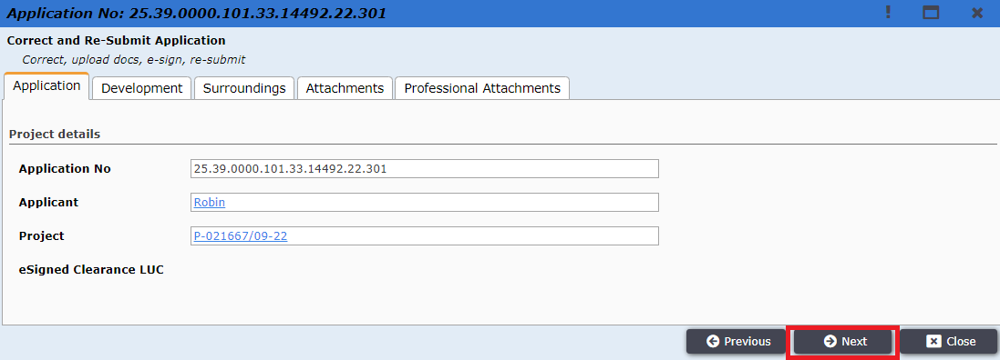 Application No: 25.39.0000.101.33.14492.22.301
Correct and Re-Submit Application
Correct, upload docs, e-sign, re-submit
Application Development Surroundings Attachments Professional Attachments
Project details
Application No 25.39.0000.101.33.14492.22.301
Applicant Robin
Project P-021667/09-22
eSigned Clearance LUC
Previous Next Close